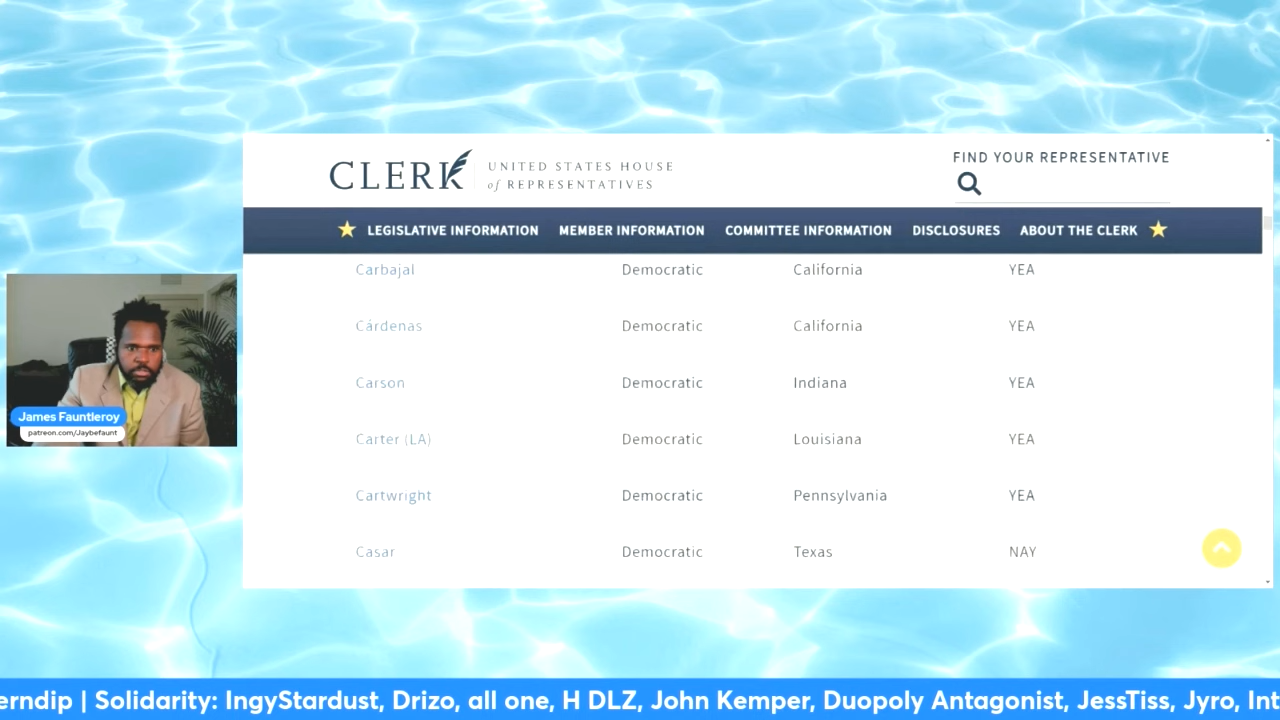 CLERK UNITED STATES HOUSE
of REPRESENTATIVES
FIND YOUR REPRESENTATIVE
LEGISLATIVE INFORMATION MEMBER INFORMATION COMMITTEE INFORMATION DISCLOSURES ABOUT THE CLERK
Carbajal Democratic California YEA
Cárdenas Democratic California YEA
Carson Democratic Indiana YEA
Carter (LA) Democratic Louisiana YEA
Cartwright Democratic Pennsylvania YEA
Casar Democratic Texas NAY
James Fauntleroy
patreon.com/Jaybefaunt
erndip | Solidarity: IngyStardust, Drizo, all one, H DLZ, John Kemper, Duopoly Antagonist, JessTiss, Jyro, Int